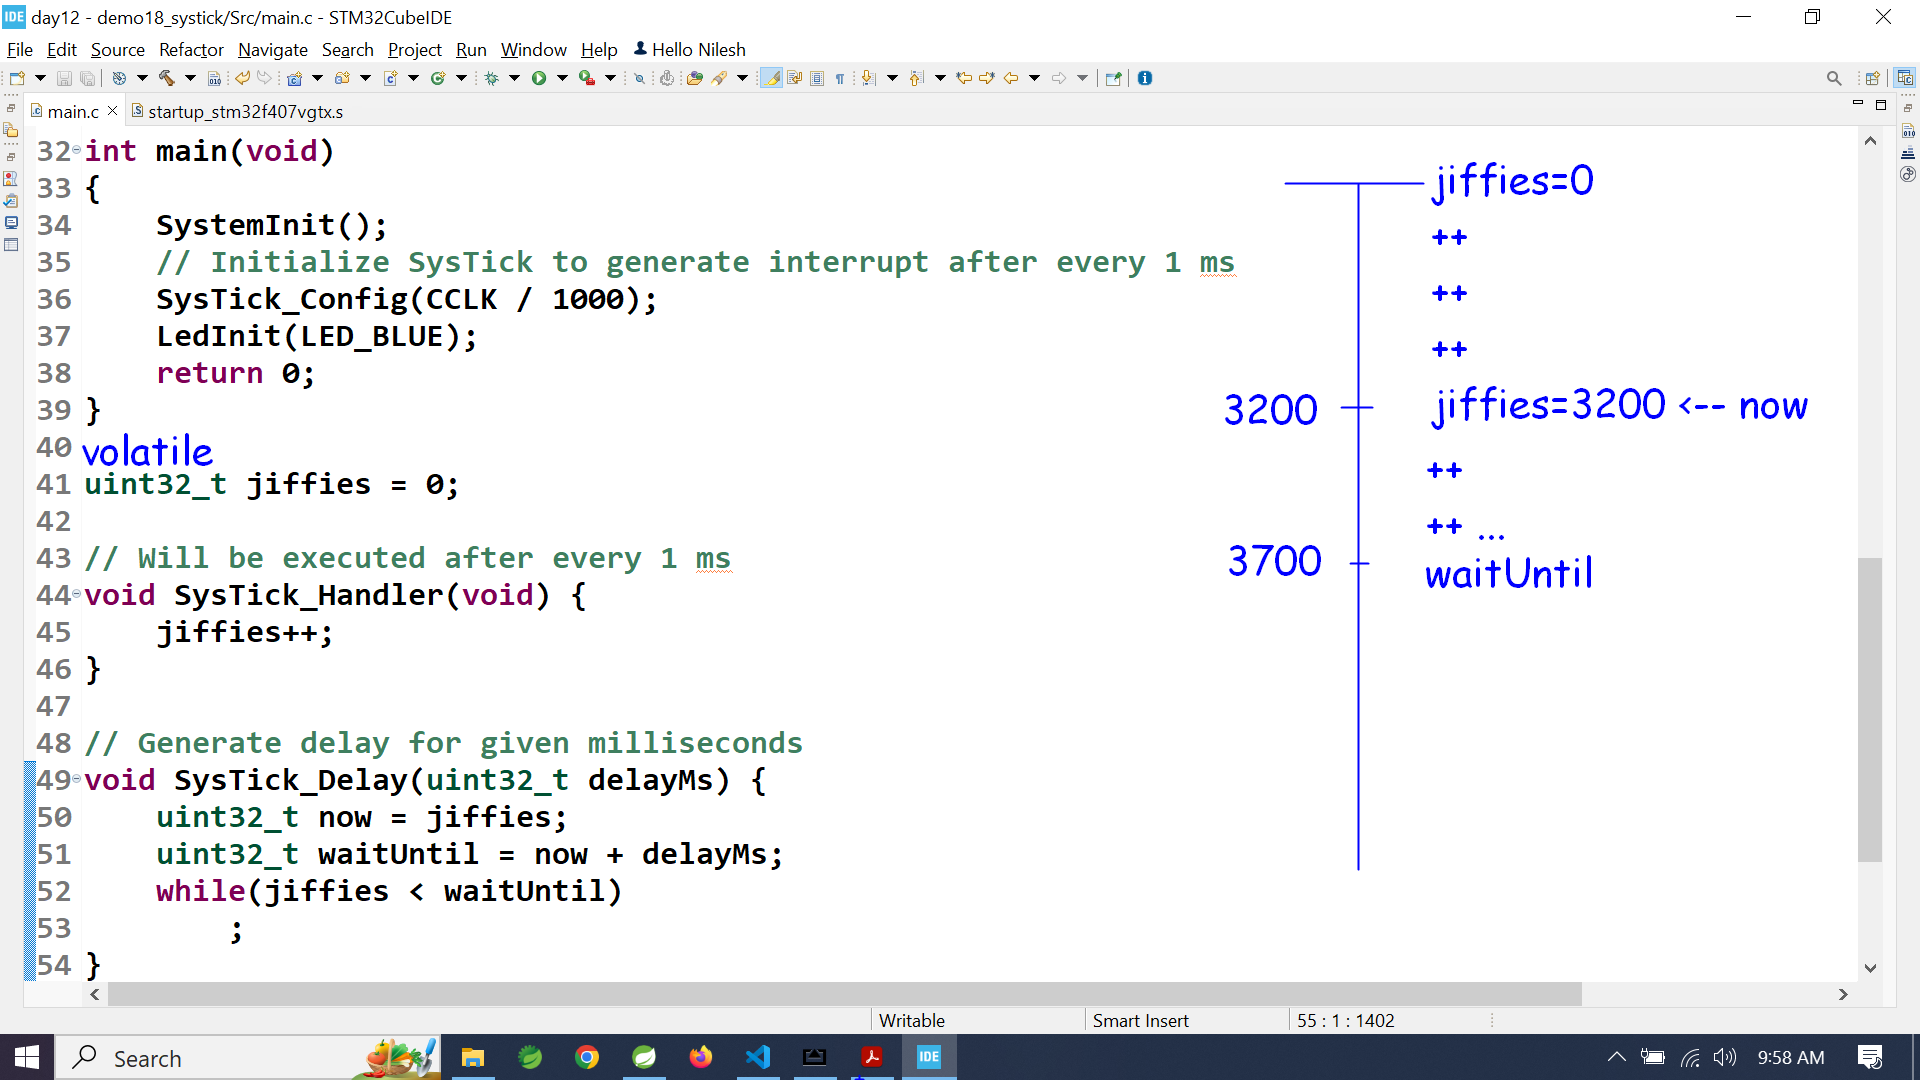 IDE day12 - demo18_systick/Src/main.c - STM32CubeIDE
File Edit Source Refactor Navigate Search Project Run Window Help Hello Nilesh
main.c startup_stm32f407vgtx.s
32 int main(void)
33 {
34 SystemInit();
35 // Initialize SysTick to generate interrupt after every 1 ms
36 SysTick_Config(CCLK / 1000);
37 LedInit(LED_BLUE);
38 return 0;
39 }
40 volatile
41 uint32_t jiffies = 0;
42
43 // Will be executed after every 1 ms
44 void SysTick_Handler(void) {
45 jiffies++;
46 }
47
48 // Generate delay for given milliseconds
49 void SysTick_Delay(uint32_t delayMs) {
50 uint32_t now = jiffies;
51 uint32_t waitUntil = now + delayMs;
52 while(jiffies < waitUntil)
53 ;
54 }
jiffies=0
++
++
++
3200 jiffies=3200 <-- now
++
++ ...
3700 waitUntil
Writable Smart Insert 55 : 1 : 1402
Search IDE 9:58 AM